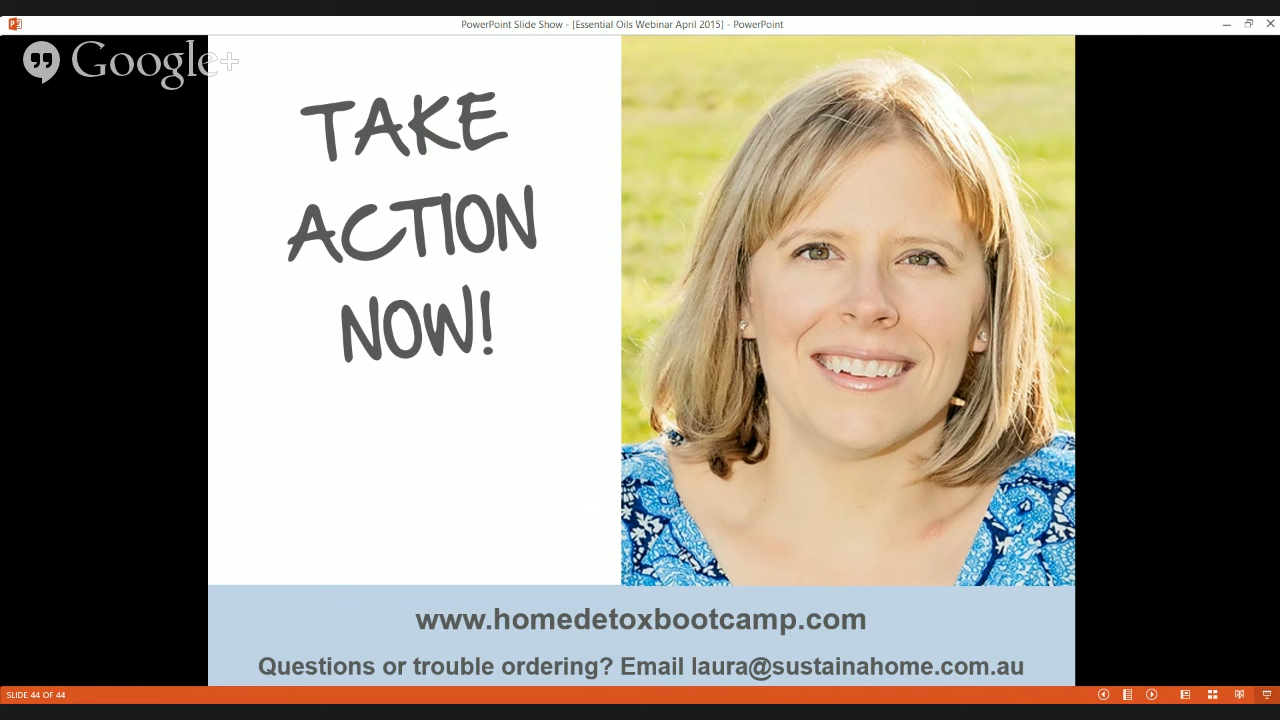 PowerPoint Slide Show - [Essential Oils Webinar April 2015] - PowerPoint
Google+
TAKE
ACTION
NOW!
www.homedetoxbootcamp.com
Questions or trouble ordering? Email laura@sustainahome.com.au
SLIDE 44 OF 44